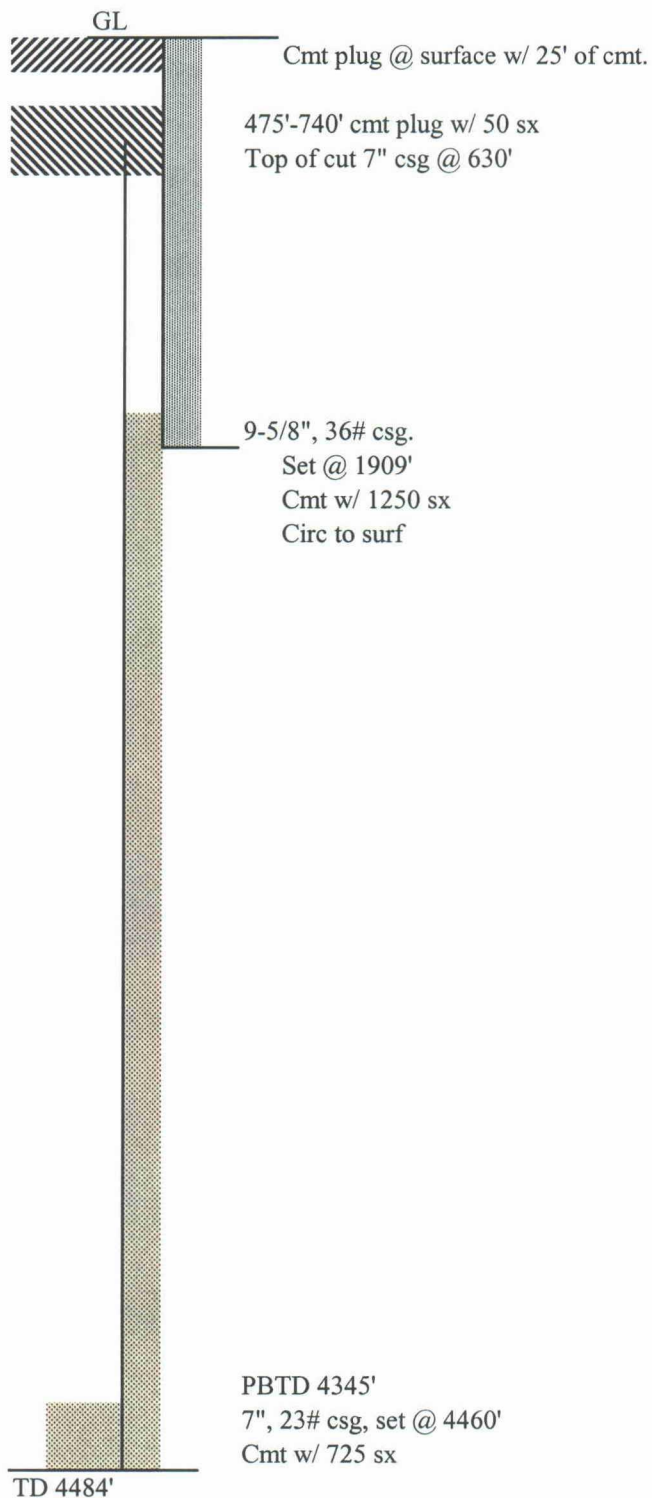 GL
Cmt plug @ surface w/ 25' of cmt.
475'-740' cmt plug w/ 50 sx
Top of cut 7" csg @ 630'
9-5/8", 36# csg.
Set @ 1909'
Cmt w/ 1250 sx
Circ to surf
PBTD 4345'
7", 23# csg, set @ 4460'
Cmt w/ 725 sx
TD 4484'